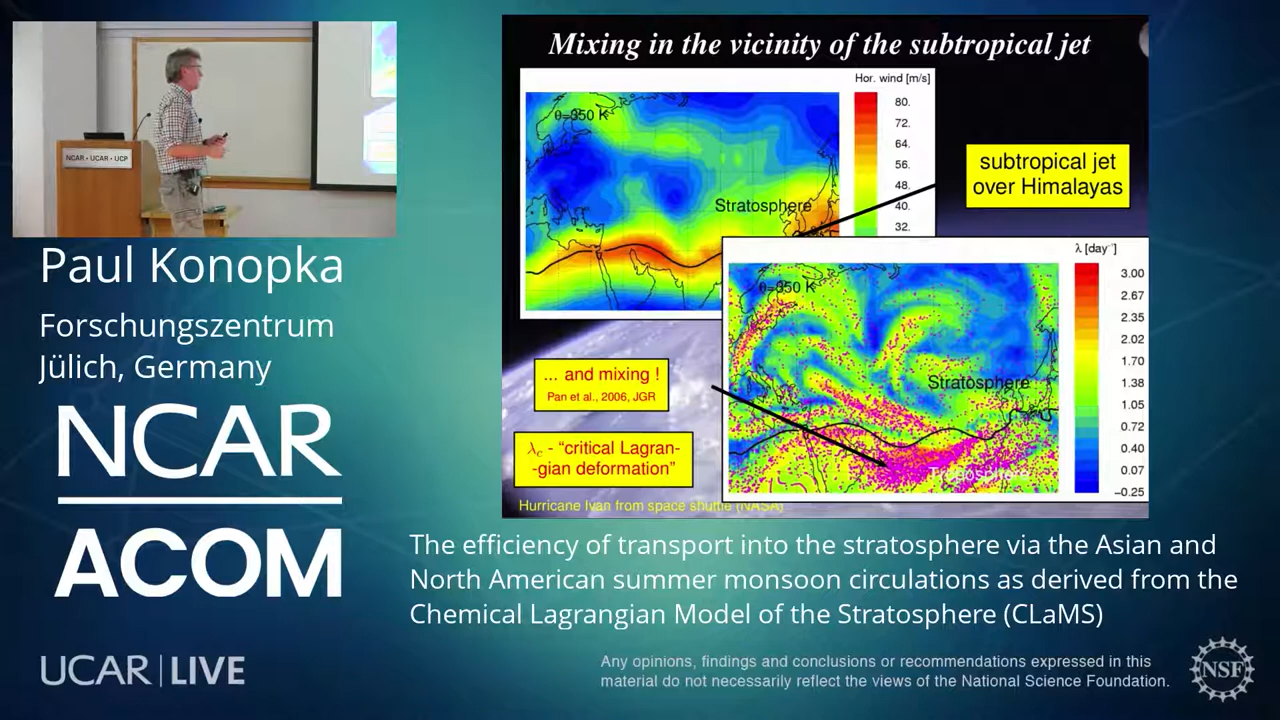 NCAR • UCAR • UCP
Paul Konopka
Forschungszentrum
Jülich, Germany
NCAR
ACOM
UCAR | LIVE
Mixing in the vicinity of the subtropical jet
Hor. wind [m/s]
θ=350 K
80.
72.
64.
56.
48.
40.
32.
Stratosphere
subtropical jet
over Himalayas
λ [day⁻¹]
θ=350 K
3.00
2.67
2.35
2.02
1.70
1.38
1.05
0.72
0.40
0.07
−0.25
Stratosphere
Troposphere
... and mixing !
Pan et al., 2006, JGR
λc - “critical Lagran-
-gian deformation”
Hurricane Ivan from space shuttle (NASA)
The efficiency of transport into the stratosphere via the Asian and
North American summer monsoon circulations as derived from the
Chemical Lagrangian Model of the Stratosphere (CLaMS)
Any opinions, findings and conclusions or recommendations expressed in this
material do not necessarily reflect the views of the National Science Foundation.
NSF